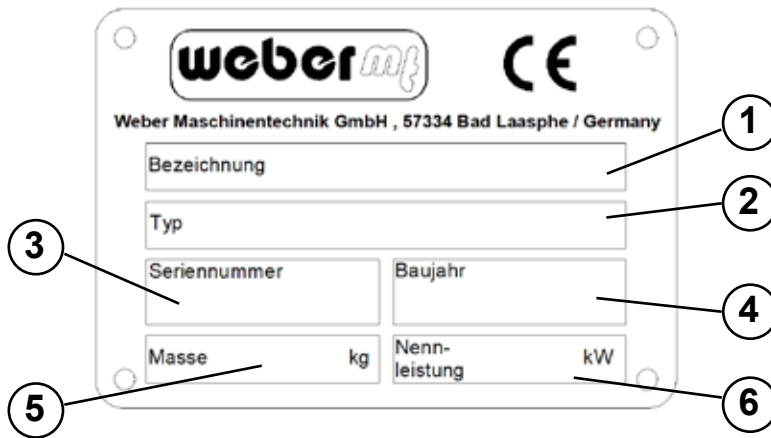 weber mt
CE
Weber Maschinentechnik GmbH , 57334 Bad Laasphe / Germany
1
Bezeichnung
2
Typ
3
Seriennummer
Baujahr
4
Masse kg
Nenn-
leistung kW
5
6